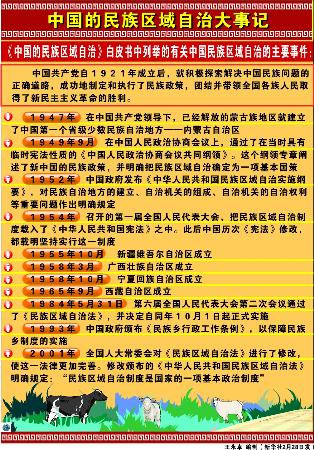 中国的民族区域自治大事记
《中国的民族区域自治》白皮书中列举的有关中国民族区域自治的主要事件：
中国共产党自1921年成立后，就积极探索解决中国民族问题的
正确道路，成功地制定和执行了民族政策，团结并带领全国各族人民取
得了新民主主义革命的胜利。
1947年 在中国共产党领导下，已经解放的蒙古族地区就建立
了中国第一个省级少数民族自治地方——内蒙古自治区
1949年9月 在中国人民政治协商会议上，通过了在当时具有
临时宪法性质的《中国人民政治协商会议共同纲领》。这个纲领专章阐
述了新中国的民族政策，并明确把民族区域自治确定为一项基本国策
1952年 中国政府发布《中华人民共和国民族区域自治实施纲
要》，对民族自治地方的建立、自治机关的组成、自治机关的自治权利
等重要问题作出明确规定
1954年 召开的第一届全国人民代表大会，把民族区域自治制
度载入了《中华人民共和国宪法》之中。此后中国历次《宪法》修改，
都载明坚持实行这一制度
1955年10月 新疆维吾尔自治区成立
1958年3月 广西壮族自治区成立
1958年10月 宁夏回族自治区成立
1965年9月 西藏自治区成立
1984年5月31日 第六届全国人民代表大会第二次会议通过
了《民族区域自治法》，并决定自同年10月1日起正式实施
1993年 中国政府颁布《民族乡行政工作条例》，以保障民族
乡制度的实施
2001年 全国人大常委会对《民族区域自治法》进行了修改，
使这一法律更加完善。修改颁布的《中华人民共和国民族区域自治法》
明确规定：“民族区域自治制度是国家的一项基本政治制度”
王永卓 编制（新华社2月28日发）